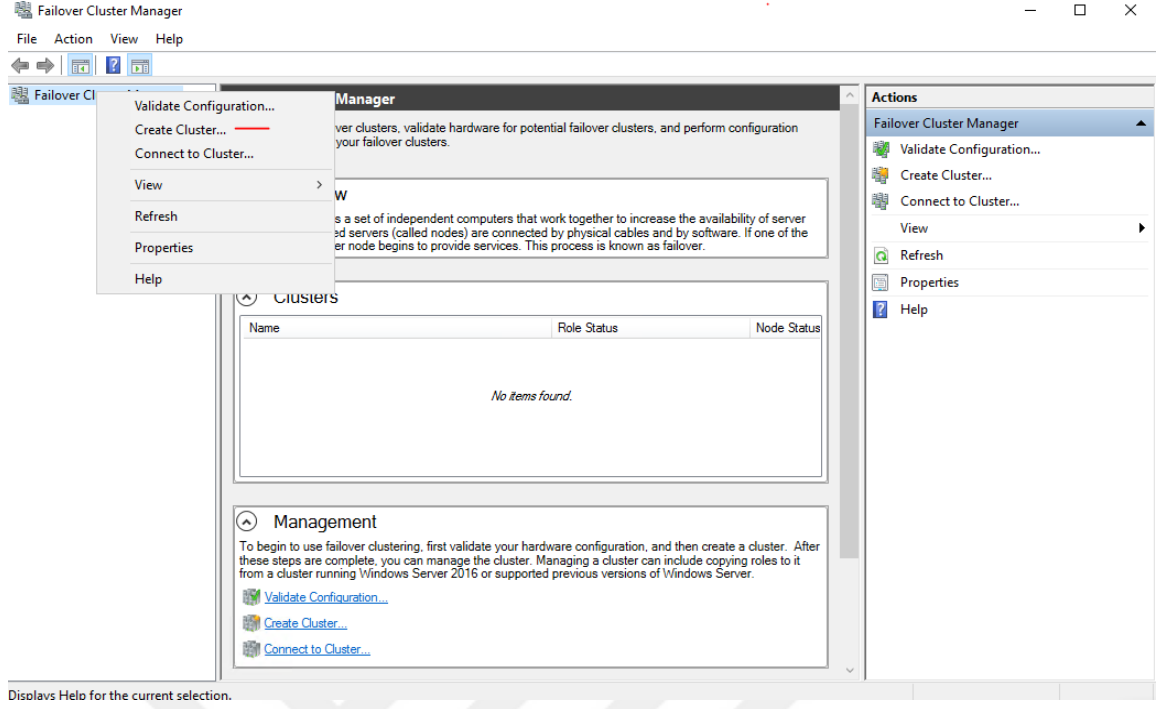 Failover Cluster Manager
File Action View Help
Failover Cl
Validate Configuration...
Create Cluster...
Connect to Cluster...
View
Refresh
Properties
Help
Manager
ver clusters, validate hardware for potential failover clusters, and perform configuration
your failover clusters.
w
s a set of independent computers that work together to increase the availability of server
ed servers (called nodes) are connected by physical cables and by software. If one of the
er node begins to provide services. This process is known as failover.
Clusters
Name Role Status Node Status
No items found.
Management
To begin to use failover clustering, first validate your hardware configuration, and then create a cluster. After
these steps are complete, you can manage the cluster. Managing a cluster can include copying roles to it
from a cluster running Windows Server 2016 or supported previous versions of Windows Server.
Validate Configuration...
Create Cluster...
Connect to Cluster...
Actions
Failover Cluster Manager
Validate Configuration...
Create Cluster...
Connect to Cluster...
View
Refresh
Properties
Help
Displays Help for the current selection.